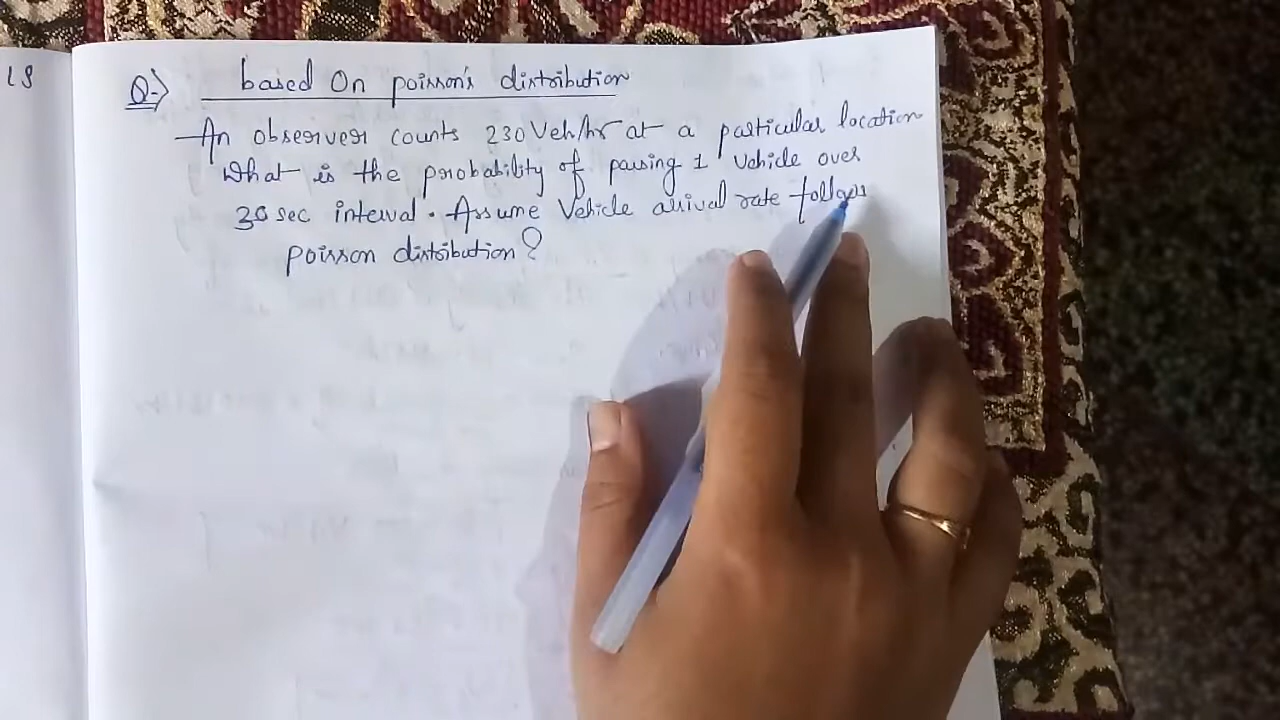 LS
Q→ based On poisson's distribution
An observer counts 230 Veh/hr at a particular location
What is the probability of passing 1 Vehicle over
30 sec interval. Assume Vehicle arrival rate follows
poisson distribution?